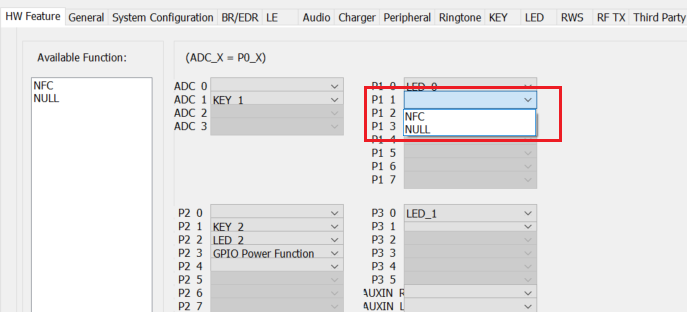 HW Feature General System Configuration BR/EDR LE Audio Charger Peripheral Ringtone KEY LED RWS RF TX Third Party
Available Function:
NFC
NULL
(ADC_X = P0_X)
ADC 0
ADC 1 KEY_1
ADC 2
ADC 3
P1 0 LED_0
P1 1
NFC
NULL
P1 2
P1 3
P1 4
P1 5
P1 6
P1 7
P2 0
P2 1 KEY_2
P2 2 LED_2
P2 3 GPIO Power Function
P2 4
P2 5
P2 6
P2 7
P3 0 LED_1
P3 1
P3 2
P3 3
P3 4
P3 5
AUXIN R
AUXIN L